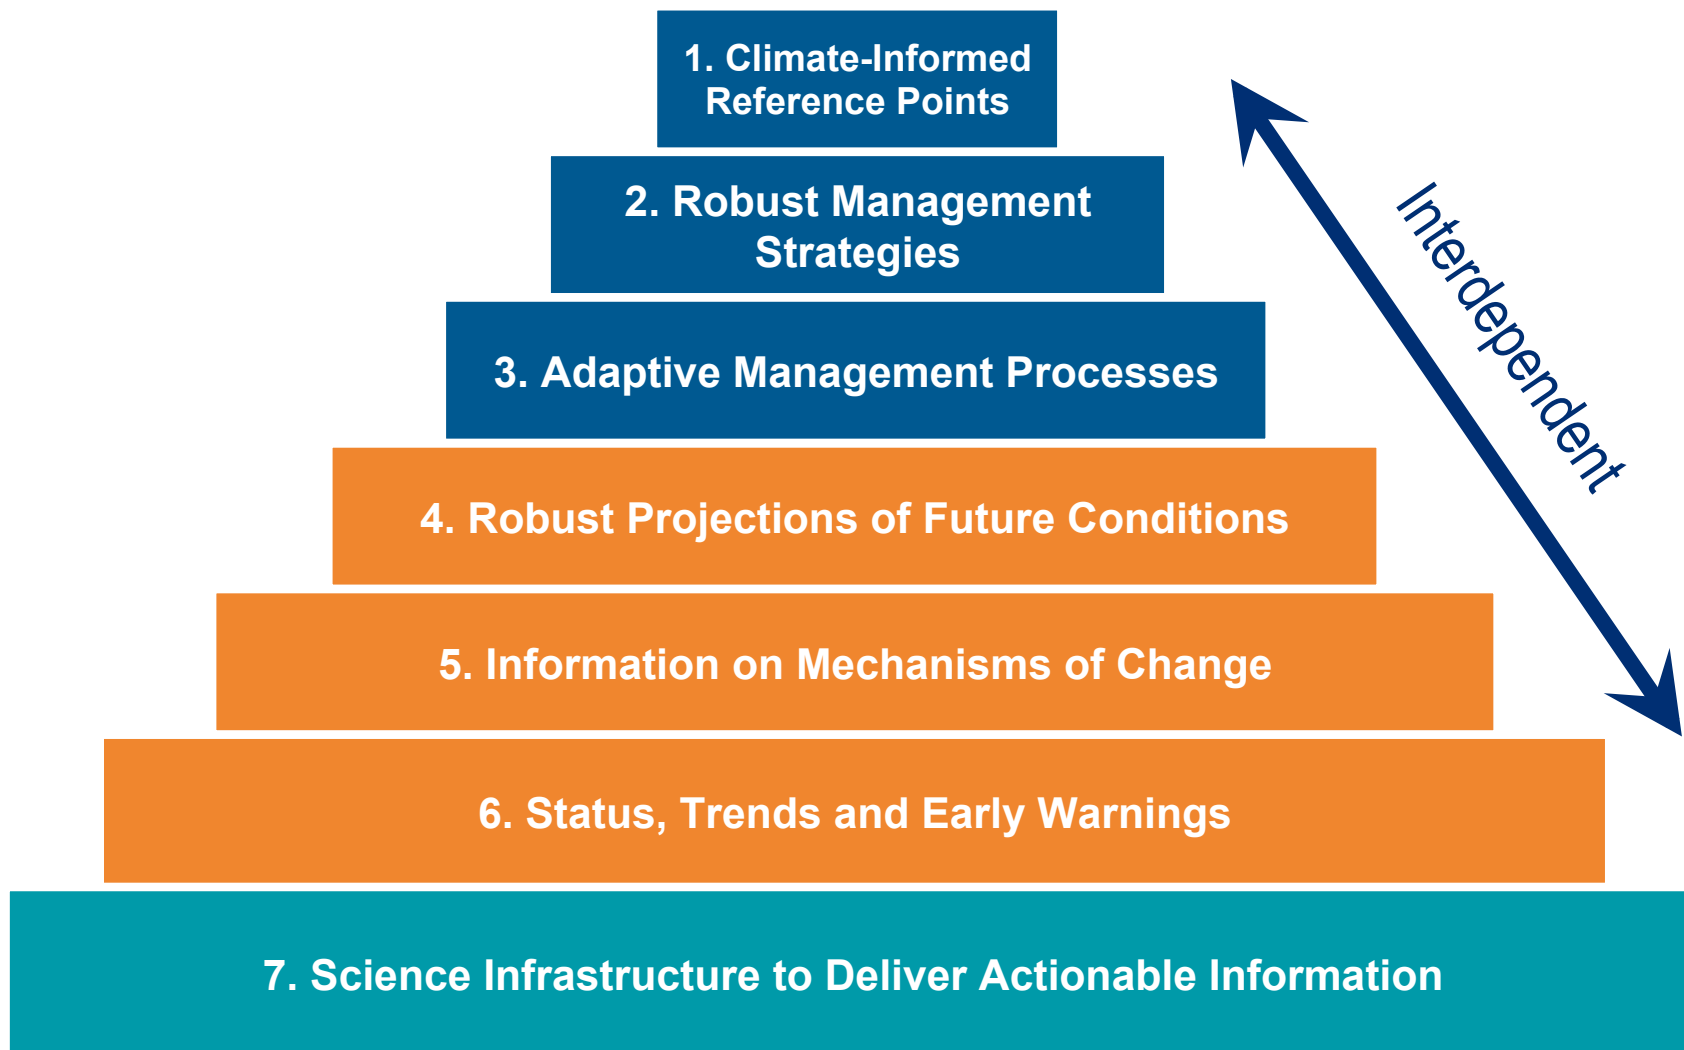 1. Climate-Informed
Reference Points
2. Robust Management
Strategies
3. Adaptive Management Processes
4. Robust Projections of Future Conditions
5. Information on Mechanisms of Change
6. Status, Trends and Early Warnings
7. Science Infrastructure to Deliver Actionable Information
Interdependent